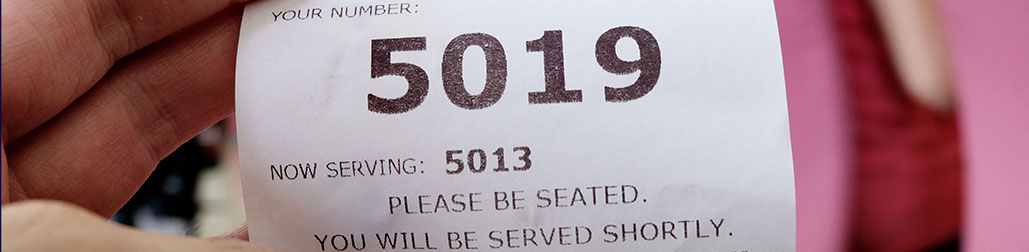 YOUR NUMBER:
5019
NOW SERVING: 5013
PLEASE BE SEATED.
YOU WILL BE SERVED SHORTLY.